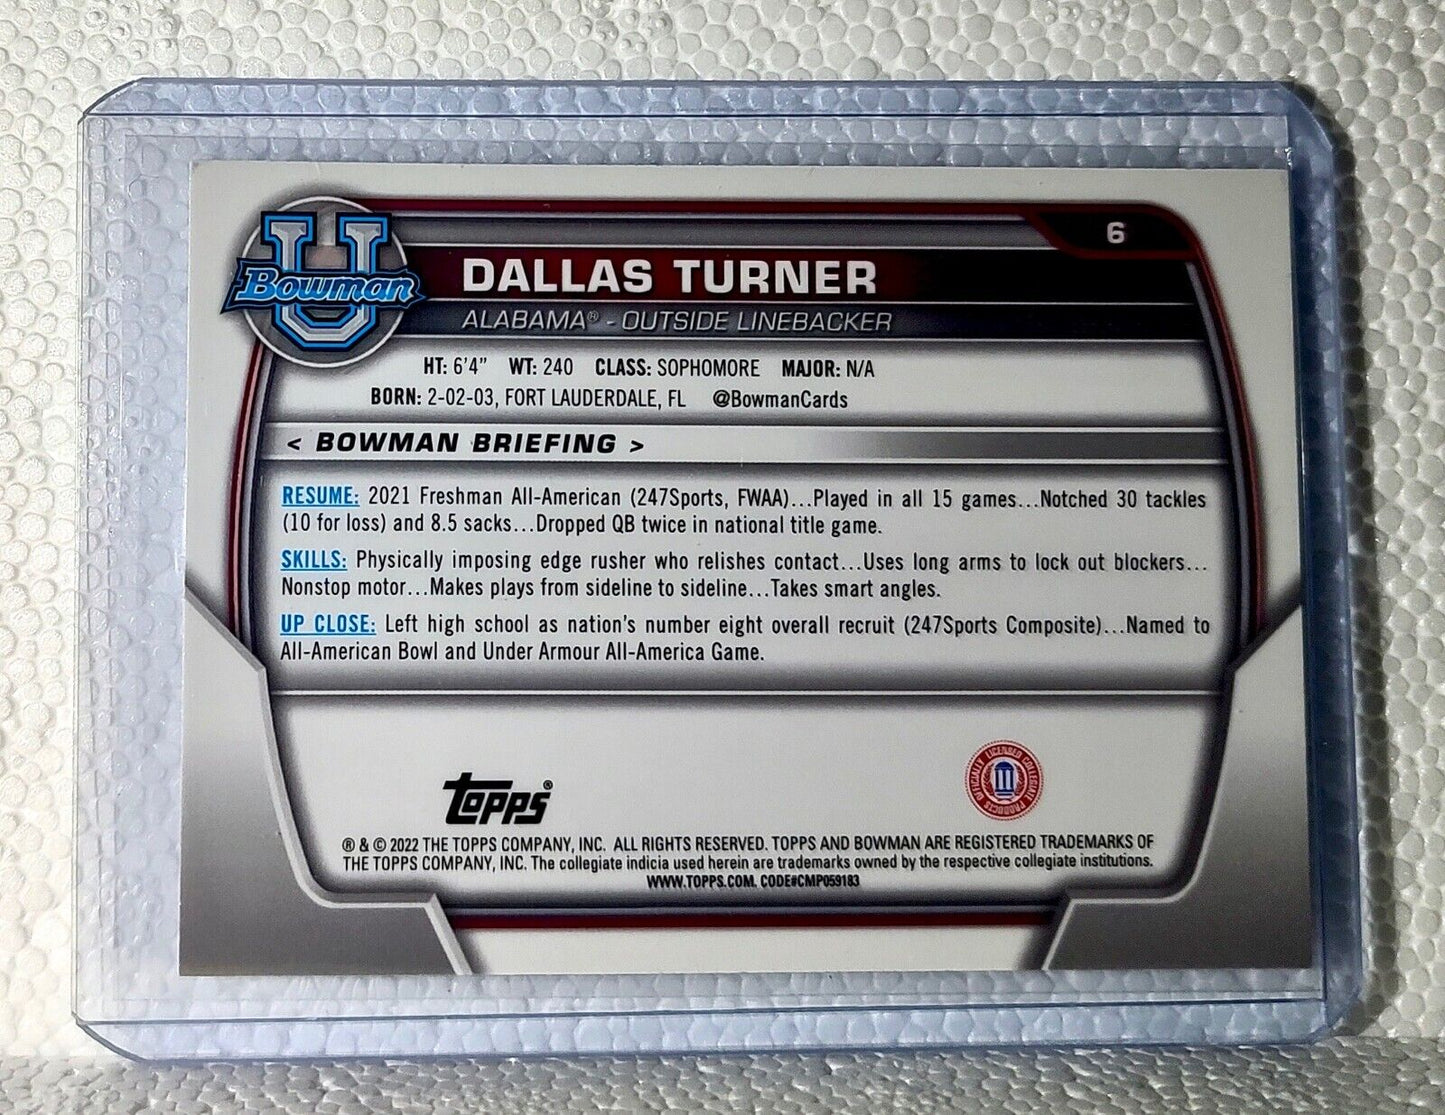 U
Bowman
6
DALLAS TURNER
ALABAMA® - OUTSIDE LINEBACKER
HT: 6'4" WT: 240 CLASS: SOPHOMORE MAJOR: N/A
BORN: 2-02-03, FORT LAUDERDALE, FL @BowmanCards
< BOWMAN BRIEFING >
RESUME: 2021 Freshman All-American (247Sports, FWAA)...Played in all 15 games...Notched 30 tackles
(10 for loss) and 8.5 sacks...Dropped QB twice in national title game.
SKILLS: Physically imposing edge rusher who relishes contact...Uses long arms to lock out blockers...
Nonstop motor...Makes plays from sideline to sideline...Takes smart angles.
UP CLOSE: Left high school as nation's number eight overall recruit (247Sports Composite)...Named to
All-American Bowl and Under Armour All-America Game.
topps®
OFFICIALLY LICENSED COLLEGIATE PRODUCTS
® & © 2022 THE TOPPS COMPANY, INC. ALL RIGHTS RESERVED. TOPPS AND BOWMAN ARE REGISTERED TRADEMARKS OF
THE TOPPS COMPANY, INC. The collegiate indicia used herein are trademarks owned by the respective collegiate institutions.
WWW.TOPPS.COM. CODE#CMP059183